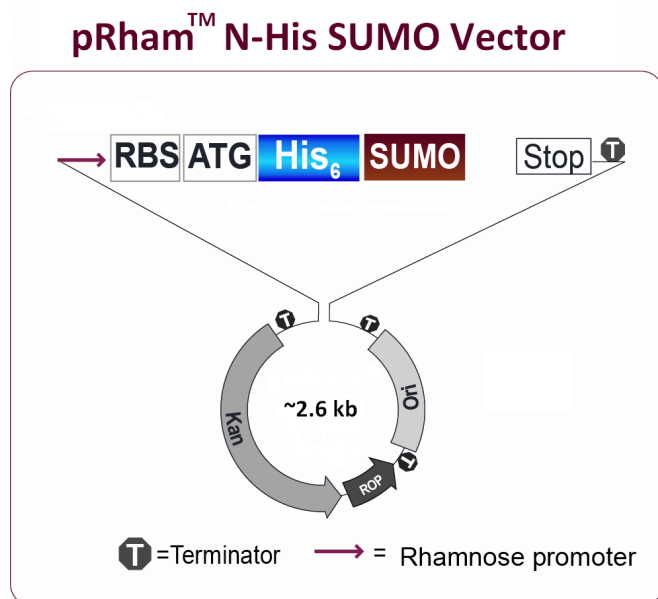 pRham™ N-His SUMO Vector
RBS ATG His₆ SUMO Stop T
T T
Kan ~2.6 kb Ori
ROP T
T =Terminator = Rhamnose promoter